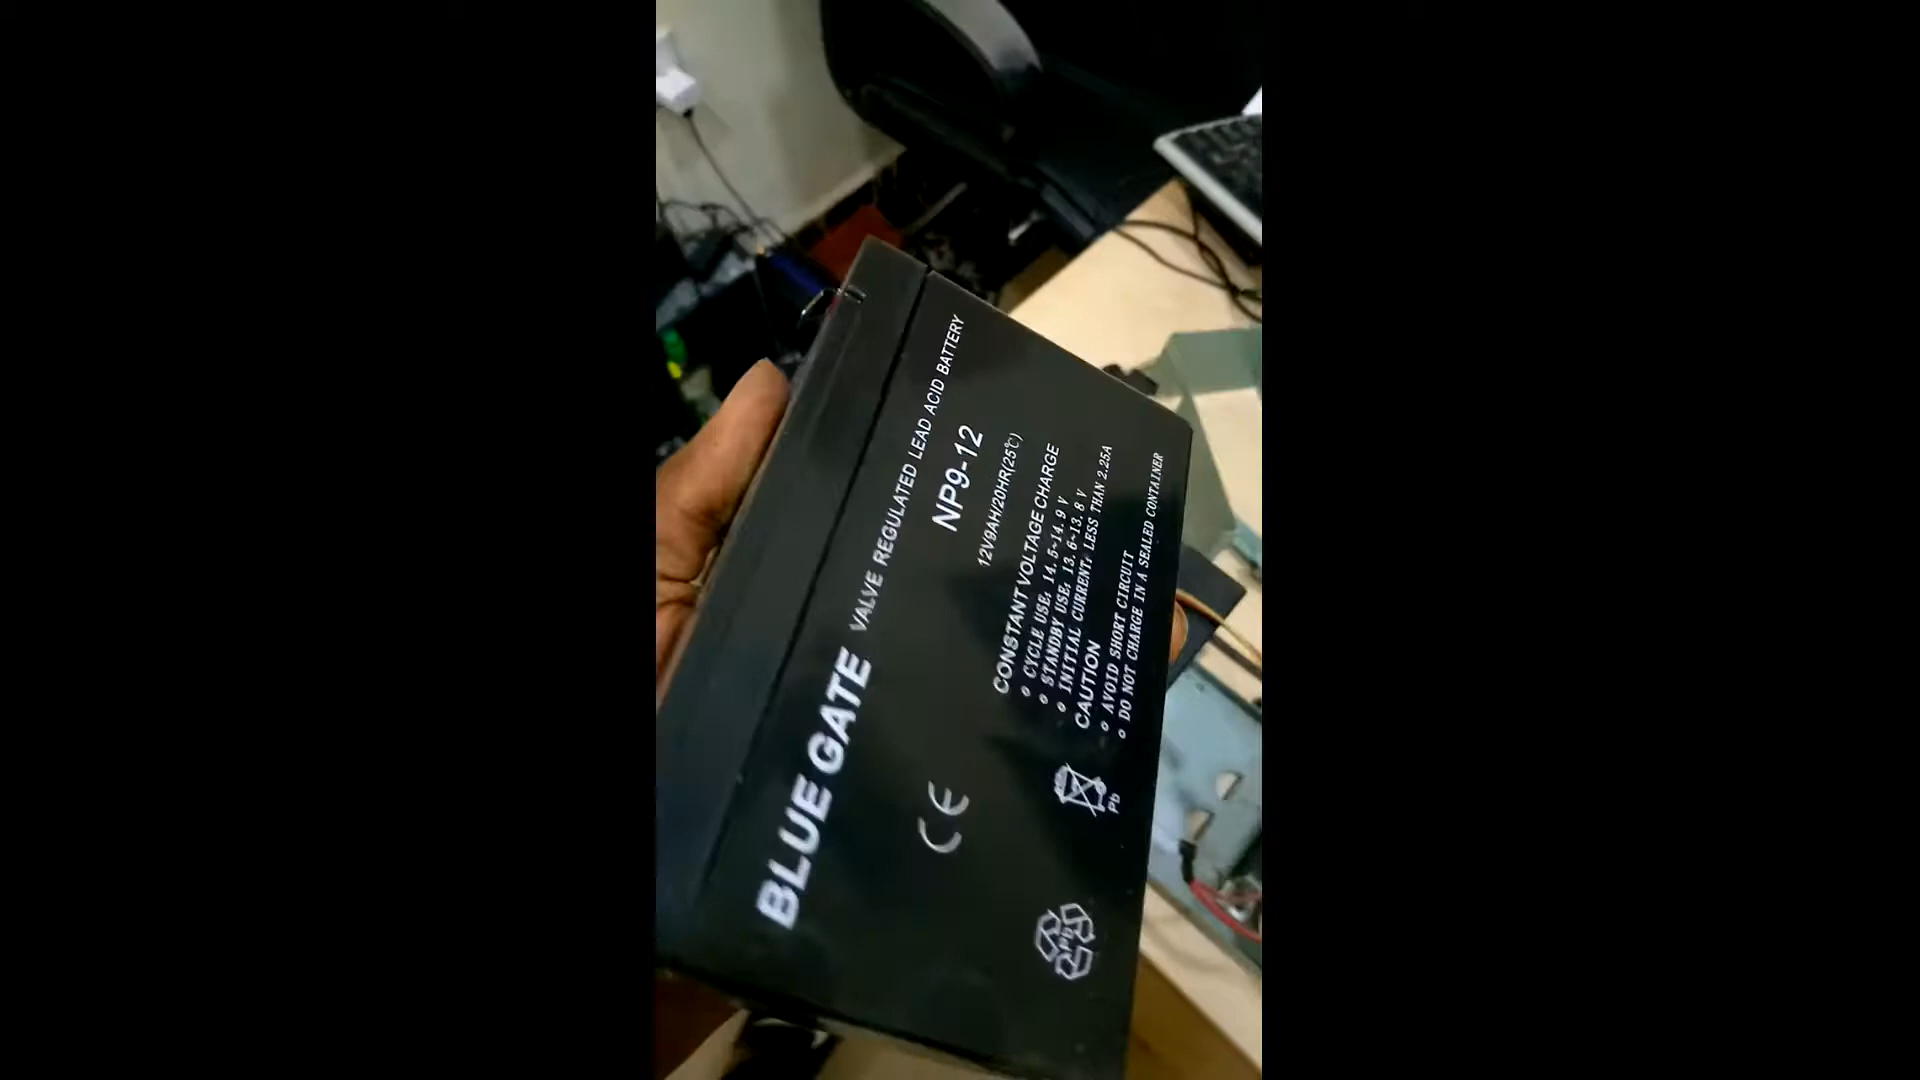 BLUE GATE VALVE REGULATED LEAD ACID BATTERY
NP9-12
12V9AH/20HR(25℃)
CONSTANT VOLTAGE CHARGE
CYCLE USE: 14.5~14.9 V
STANDBY USE: 13.6~13.8 V
INITIAL CURRENT: LESS THAN 2.25A
CAUTION
AVOID SHORT CIRCUIT
DO NOT CHARGE IN A SEALED CONTAINER
CE
Pb
Pb